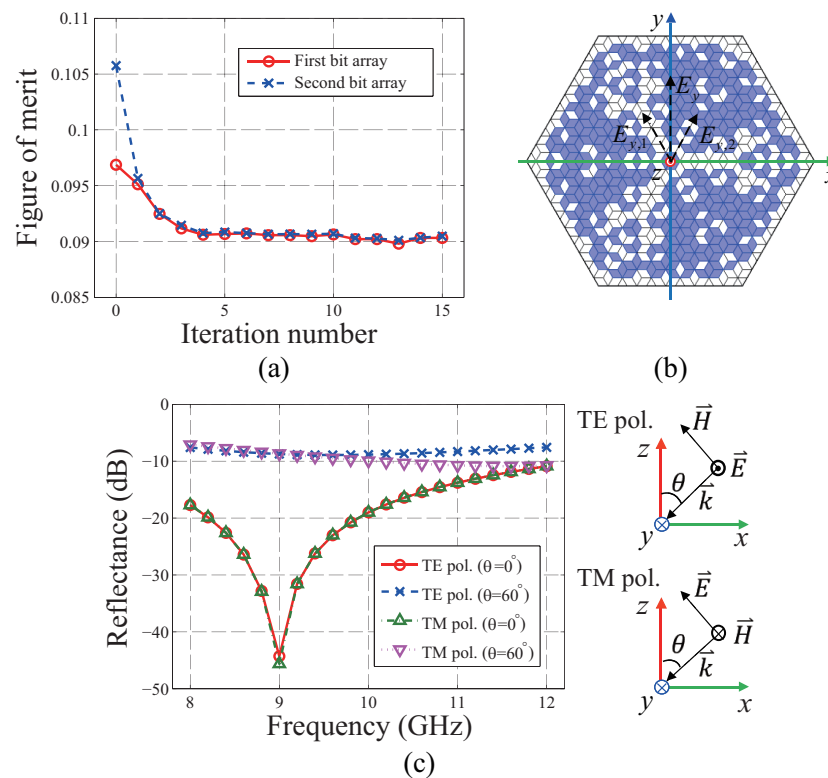 0.11
0.105
0.1
0.095
0.09
0.085
Figure of merit
First bit array
Second bit array
0
5
10
15
Iteration number
(a)
y
E_y
E_{y,1}
E_{y,2}
z
x
(b)
0
−10
−20
−30
−40
−50
Reflectance (dB)
TE pol. (θ=0°)
TE pol. (θ=60°)
TM pol. (θ=0°)
TM pol. (θ=60°)
8
9
10
11
12
Frequency (GHz)
TE pol.
H⃗
z
θ
E⃗
k⃗
y
x
TM pol.
E⃗
z
θ
H⃗
k⃗
y
x
(c)